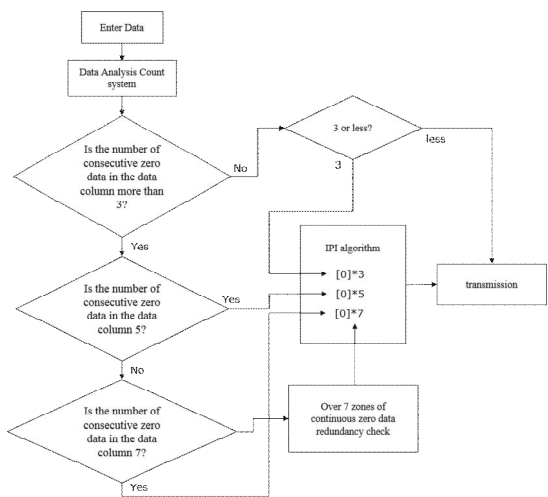 Enter Data
Data Analysis Count
system
Is the number of
consecutive zero
data in the data
column more than
3?
No
3 or less?
less
3
Yes
IPI algorithm
[0]*3
[0]*5
[0]*7
transmission
Is the number of
consecutive zero
data in the data
column 5?
Yes
No
Is the number of
consecutive zero
data in the data
column 7?
Yes
Over 7 zones of
continuous zero data
redundancy check